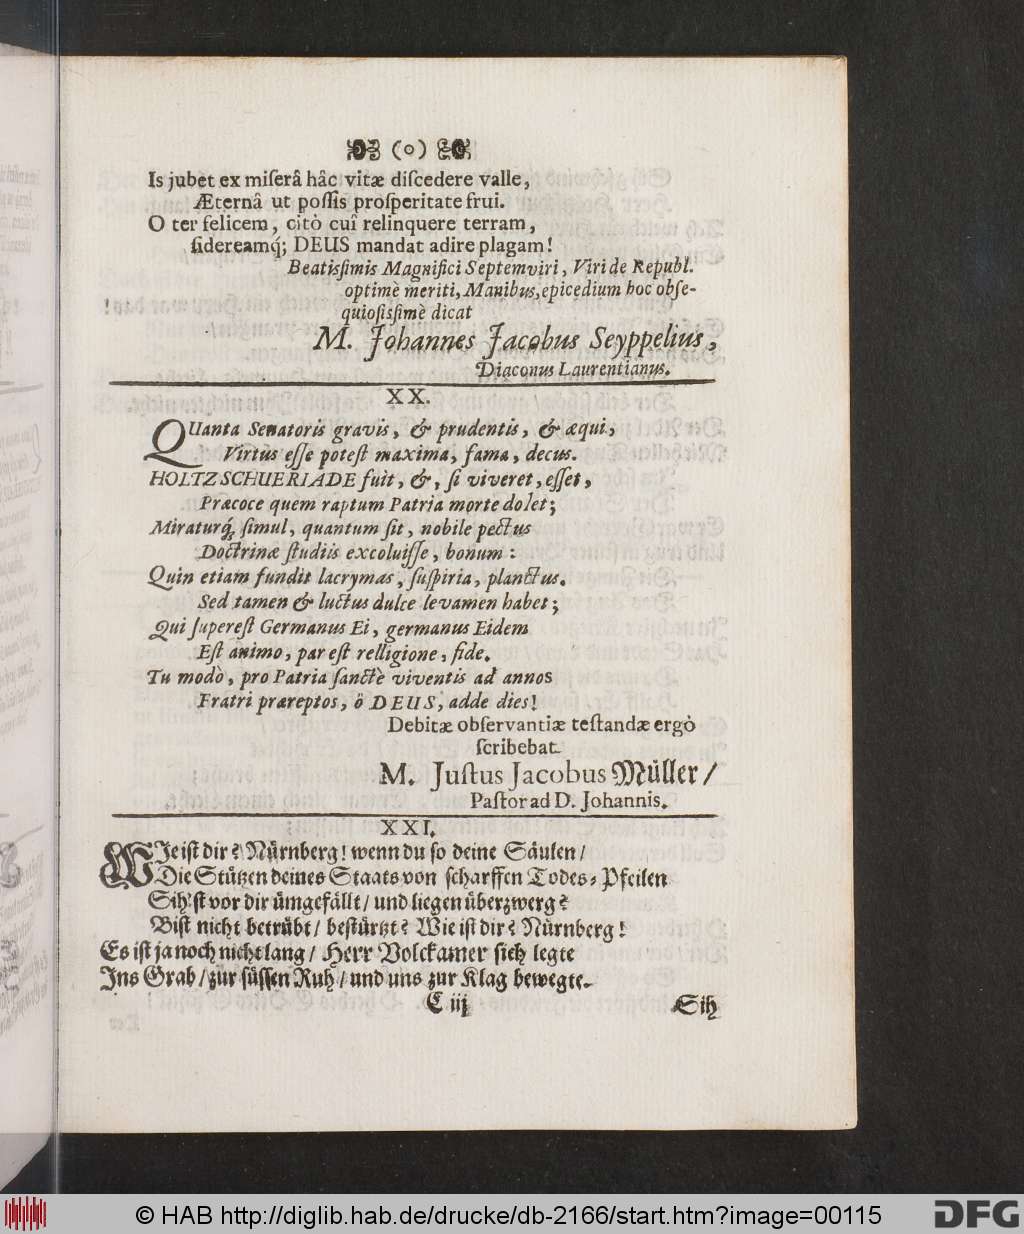 (o)
Is jubet ex miserâ hâc vitæ discedere valle,
Æternâ ut possis prosperitate frui.
O ter felicem, citò cuî relinquere terram,
sidereamq́; DEUS mandat adire plagam!
Beatissimis Magnifici Septemviri, Viri de Republ.
optimè meriti, Manibus, epicedium hoc obse-
quiosissimè dicat
M. Johannes Jacobus Seyppelius,
Diaconus Laurentianus.
XX.
QUanta Senatoris gravis, & prudentis, & æqui,
Virtus esse potest maxima, fama, decus.
HOLTZSCHUERIADE fuit, &, si viveret, esset,
Præcoce quem raptum Patria morte dolet;
Miraturq́, simul, quantum sit, nobile pectus
Doctrinæ studiis excoluisse, bonum:
Quin etiam fundit lacrymas, suspiria, planctus.
Sed tamen & luctus dulce levamen habet;
Qui superest Germanus Ei, germanus Eidem
Est animo, par est relligione, fide.
Tu modò, pro Patria sanctè viventis ad annos
Fratri præreptos, ô DEUS, adde dies!
Debitæ observantiæ testandæ ergò
scribebat
M. Justus Jacobus Müller/
Pastor ad D. Johannis.
XXI.
WIe ist dir? Nürnberg! wenn du so deine Säulen/
Die Stützen deines Staats von scharffen Todes-Pfeilen
Sih'st vor dir ümgefällt/ und liegen überzwerg?
Bist nicht betrübt/ bestürtzt? Wie ist dir? Nürnberg!
Es ist ja noch nicht lang/ Herr Volckamer sich legte
Ins Grab/ zur süssen Ruh/ und uns zur Klag bewegte.
C iij
Sih
© HAB http://diglib.hab.de/drucke/db-2166/start.htm?image=00115
DFG